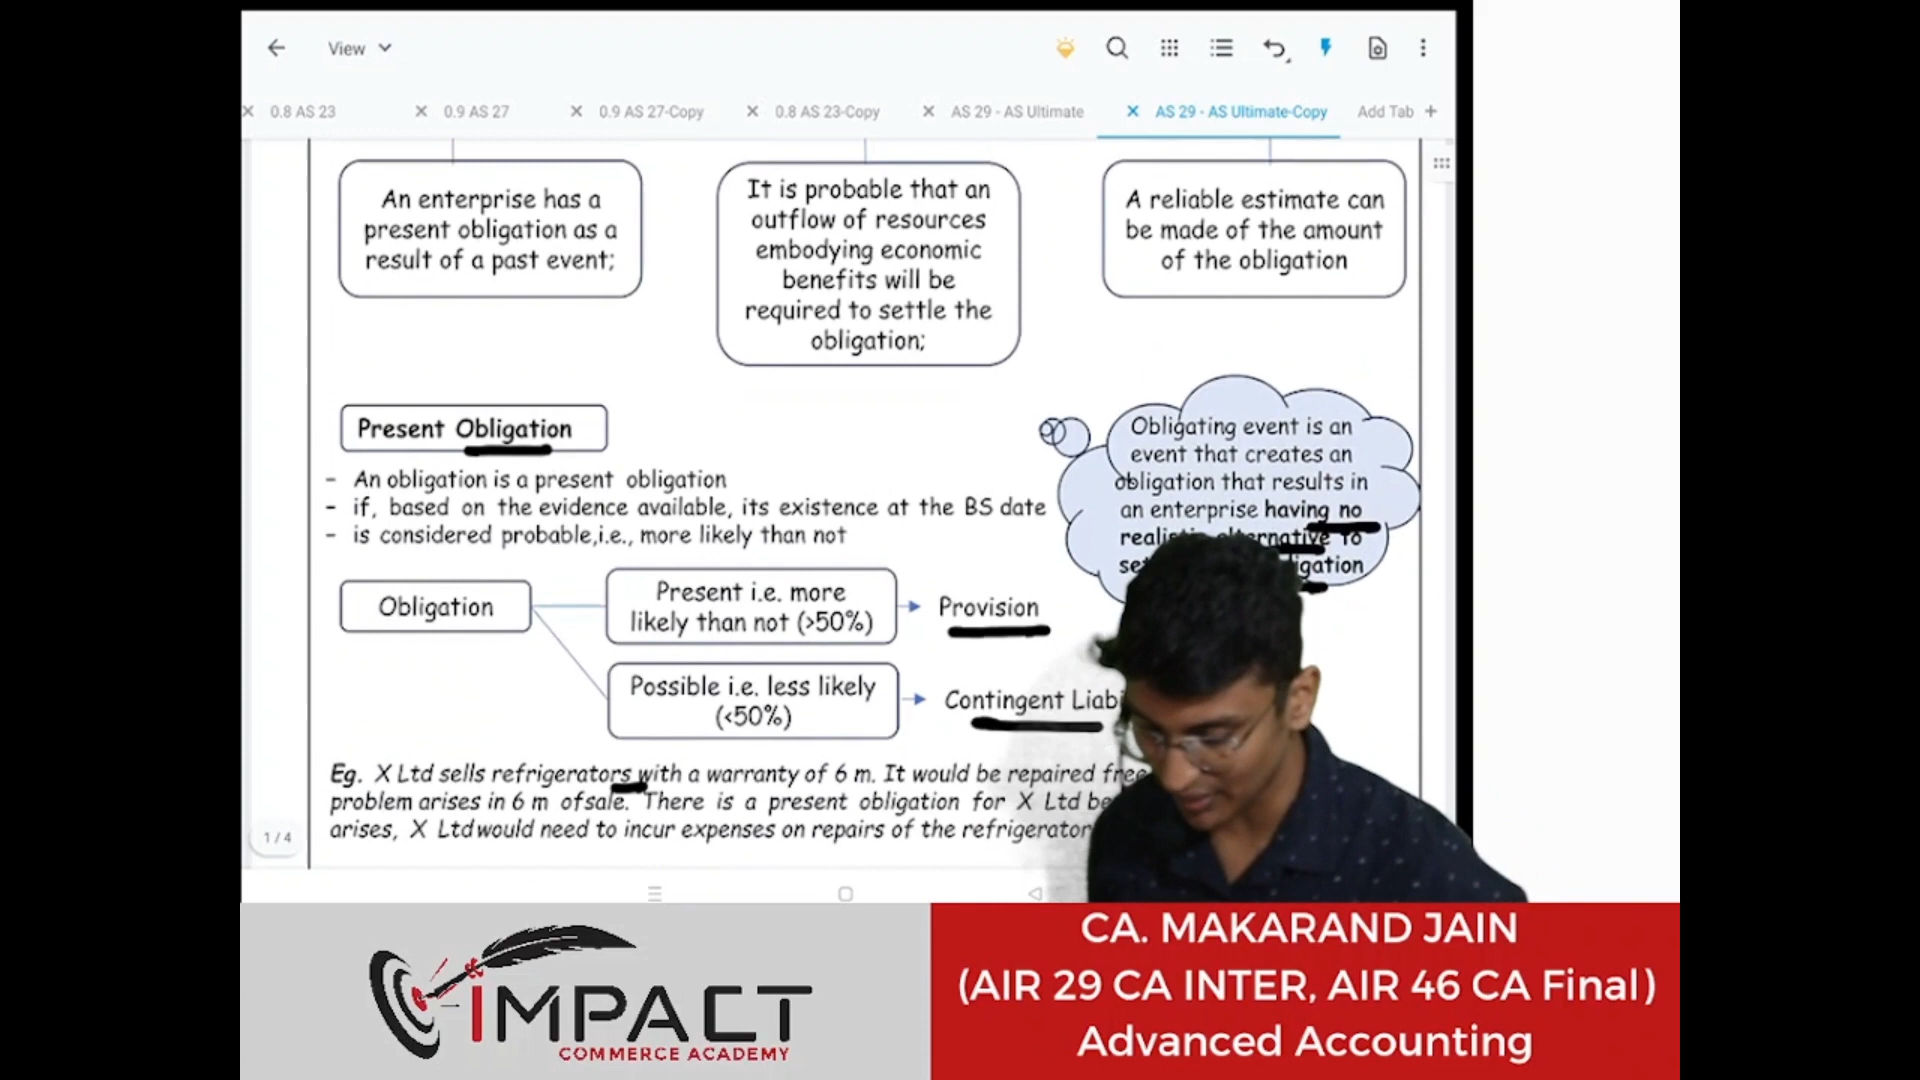 View
0.8 AS 23
0.9 AS 27
0.9 AS 27-Copy
0.8 AS 23-Copy
AS 29 - AS Ultimate
AS 29 - AS Ultimate-Copy
Add Tab +
An enterprise has a
present obligation as a
result of a past event;
It is probable that an
outflow of resources
embodying economic
benefits will be
required to settle the
obligation;
A reliable estimate can
be made of the amount
of the obligation
Present Obligation
- An obligation is a present obligation
- if, based on the evidence available, its existence at the BS date
- is considered probable,i.e., more likely than not
Obligating event is an
event that creates an
obligation that results in
an enterprise having no
to
Obligation
Present i.e. more
likely than not (>50%)
Provision
Possible i.e. less likely
(<50%)
Contingent
Eg. X Ltd sells refrigerators with a warranty of 6 m. It would be repaired free
problem arises in 6 m ofsale. There is a present obligation for X Ltd
arises, X Ltdwould need to incur expenses on repairs of the refrigerator
1 / 4
IMPACT
COMMERCE ACADEMY
CA. MAKARAND JAIN
(AIR 29 CA INTER, AIR 46 CA Final)
Advanced Accounting